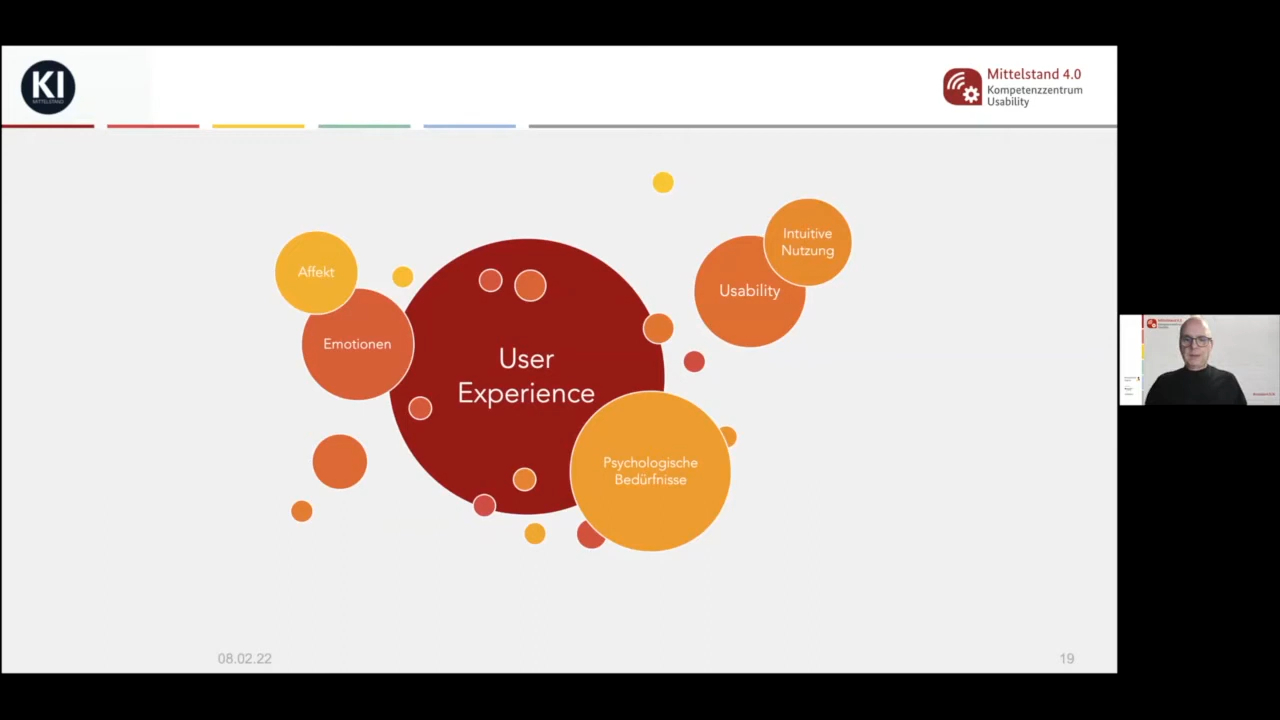 KI
MITTELSTAND
Mittelstand 4.0
Kompetenzzentrum
Usability
Affekt
Emotionen
User
Experience
Usability
Intuitive
Nutzung
Psychologische
Bedürfnisse
08.02.22
19